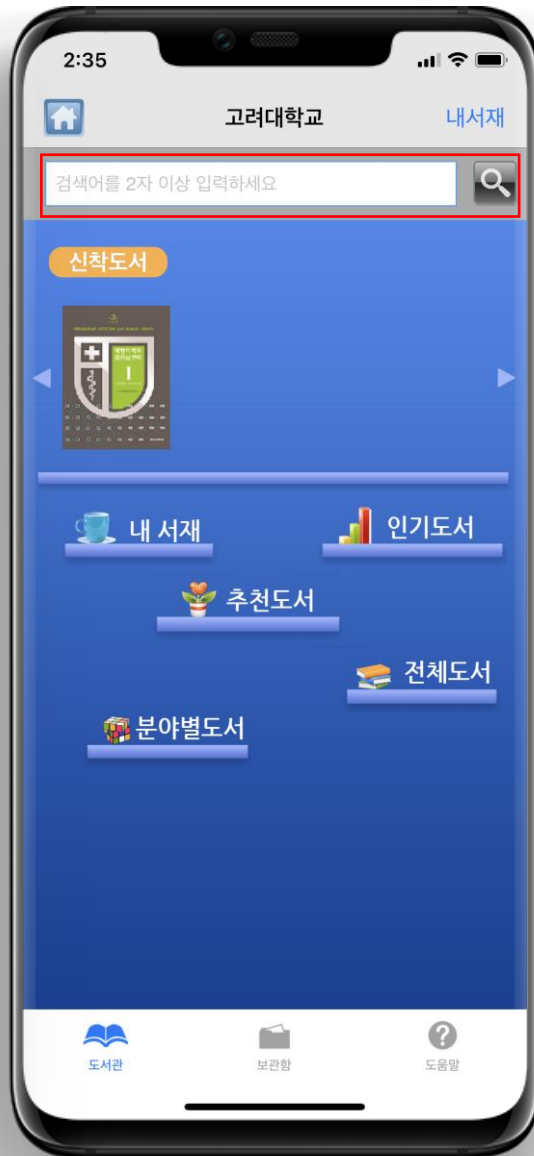 2:35
고려대학교
내서재
검색어를 2자 이상 입력하세요
신착도서
I
내 서재
인기도서
추천도서
전체도서
분야별도서
도서관
보관함
도움말